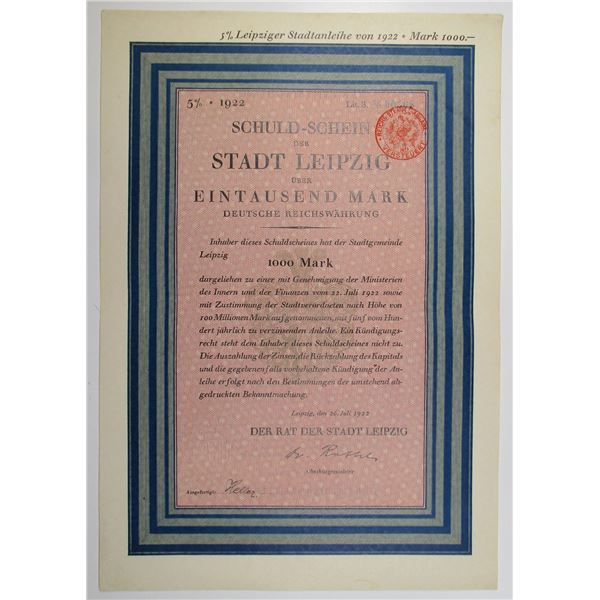 5% Leipziger Stadtanleihe von 1922 • Mark 1000.—
5% • 1922 Lit. B.
SCHULD-SCHEIN
DER
STADT LEIPZIG
ÜBER
EINTAUSEND MARK
DEUTSCHE REICHSWÄHRUNG
Inhaber dieses Schuldscheines hat der Stadtgemeinde
Leipzig
1000 Mark
dargeliehen zu einer mit Genehmigung der Ministerien
des Innern und der Finanzen vom 22. Juli 1922 sowie
mit Zustimmung der Stadtverordneten nach Höhe von
100 Millionen Mark aufgenommenen, mit fünf vom Hun-
dert jährlich zu verzinsenden Anleihe. Ein Kündigungs-
recht steht dem Inhaber dieses Schuldscheines nicht zu.
Die Auszahlung der Zinsen, die Rückzahlung des Kapitals
und die gegebenenfalls vorbehaltene Kündigung der An-
leihe erfolgt nach den Bestimmungen der umstehend ab-
gedruckten Bekanntmachung.
Leipzig, den 26. Juli 1922
DER RAT DER STADT LEIPZIG
Oberbürgermeister
Ausgefertigt: